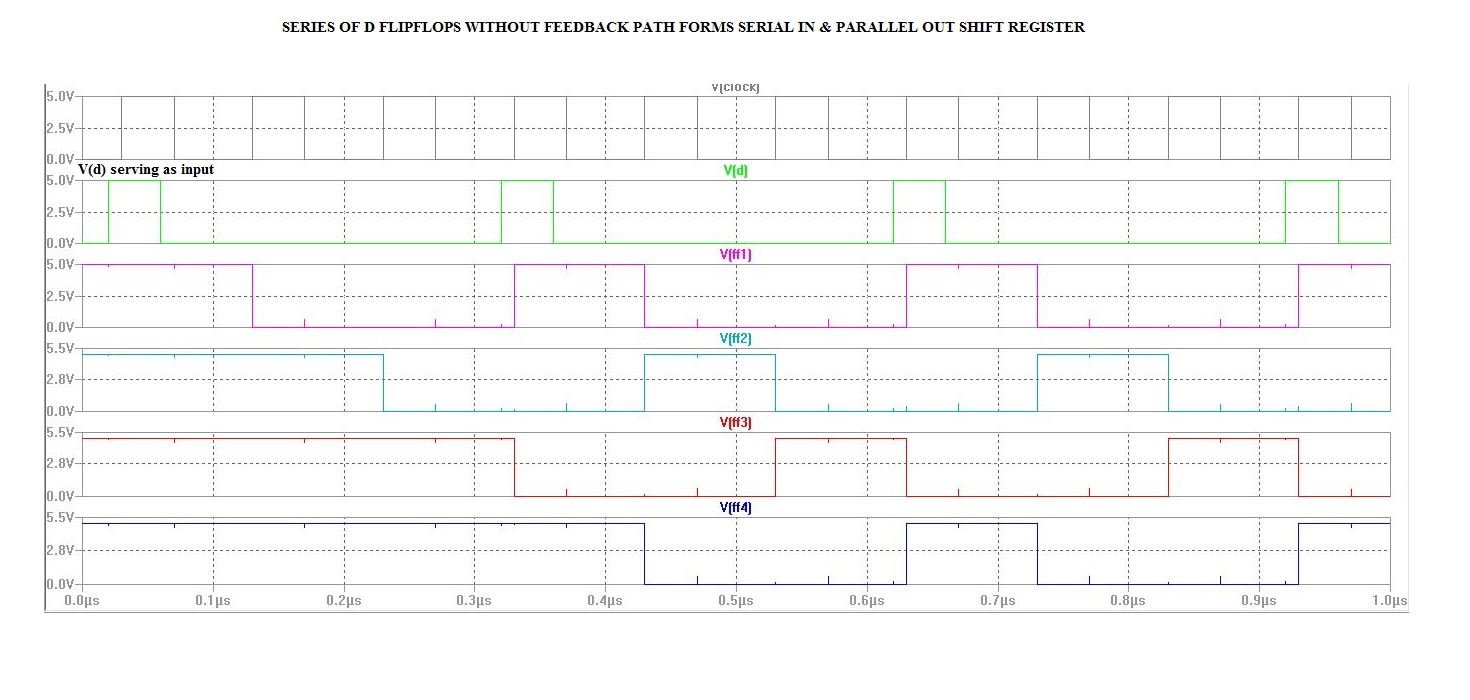 SERIES OF D FLIPFLOPS WITHOUT FEEDBACK PATH FORMS SERIAL IN & PARALLEL OUT SHIFT REGISTER
V(clock)
5.0V
2.5V
0.0V
V(d) serving as input
V(d)
5.0V
2.5V
0.0V
V(ff1)
5.0V
2.5V
0.0V
V(ff2)
5.5V
2.8V
0.0V
V(ff3)
5.5V
2.8V
0.0V
V(ff4)
5.5V
2.8V
0.0V
0.0µs 0.1µs 0.2µs 0.3µs 0.4µs 0.5µs 0.6µs 0.7µs 0.8µs 0.9µs 1.0µs